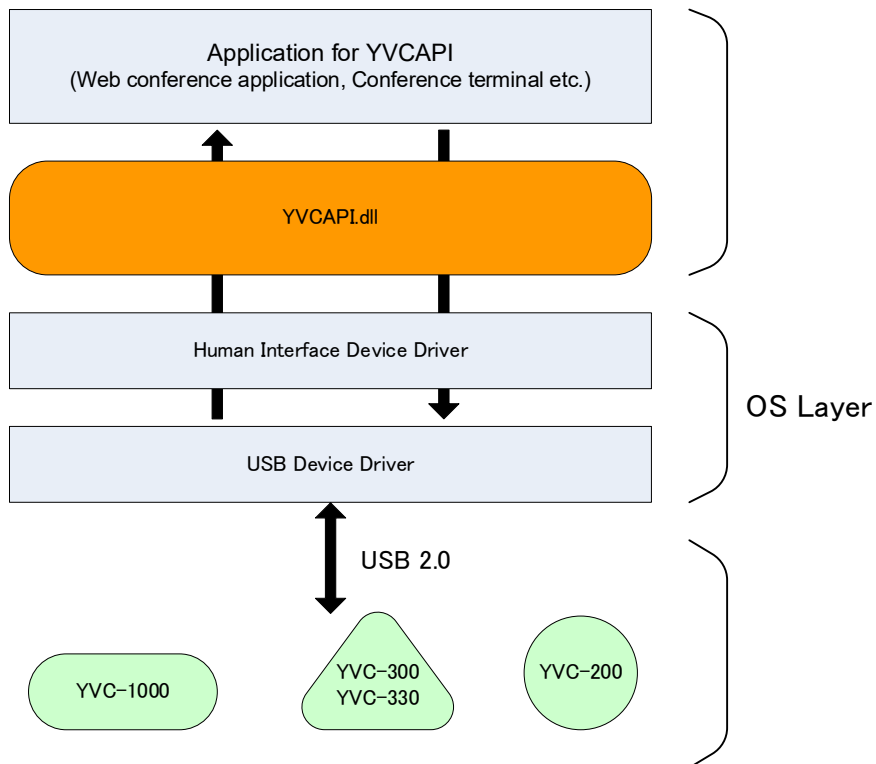 Application for YVCAPI
(Web conference application, Conference terminal etc.)
YVCAPI.dll
Human Interface Device Driver
OS Layer
USB Device Driver
USB 2.0
YVC-1000
YVC-300
YVC-330
YVC-200